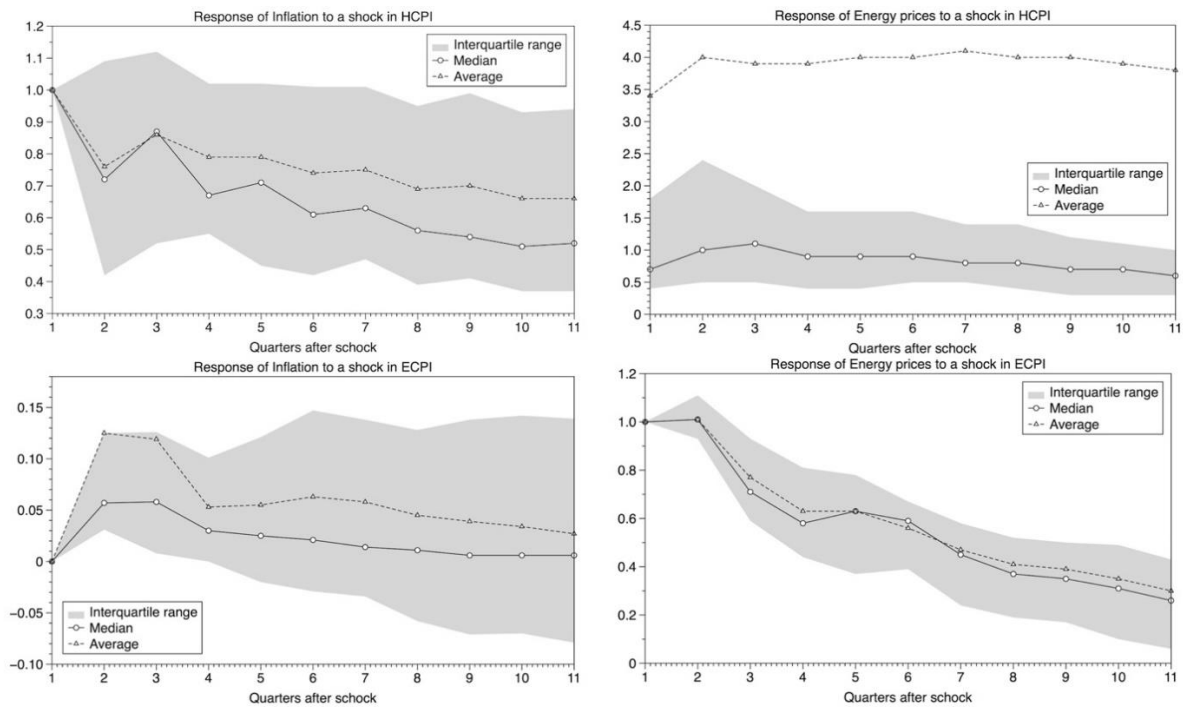 Response of Inflation to a shock in HCPI
1.2
1.1
1.0
0.9
0.8
0.7
0.6
0.5
0.4
0.3
1 2 3 4 5 6 7 8 9 10 11
Quarters after schock
Interquartile range
Median
Average
Response of Energy prices to a shock in HCPI
4.5
4.0
3.5
3.0
2.5
2.0
1.5
1.0
0.5
0
1 2 3 4 5 6 7 8 9 10 11
Quarters after schock
Interquartile range
Median
Average
Response of Inflation to a shock in ECPI
0.15
0.10
0.05
0
−0.05
−0.10
1 2 3 4 5 6 7 8 9 10 11
Quarters after schock
Interquartile range
Median
Average
Response of Energy prices to a shock in ECPI
1.2
1.0
0.8
0.6
0.4
0.2
0
1 2 3 4 5 6 7 8 9 10 11
Quarters after schock
Interquartile range
Median
Average